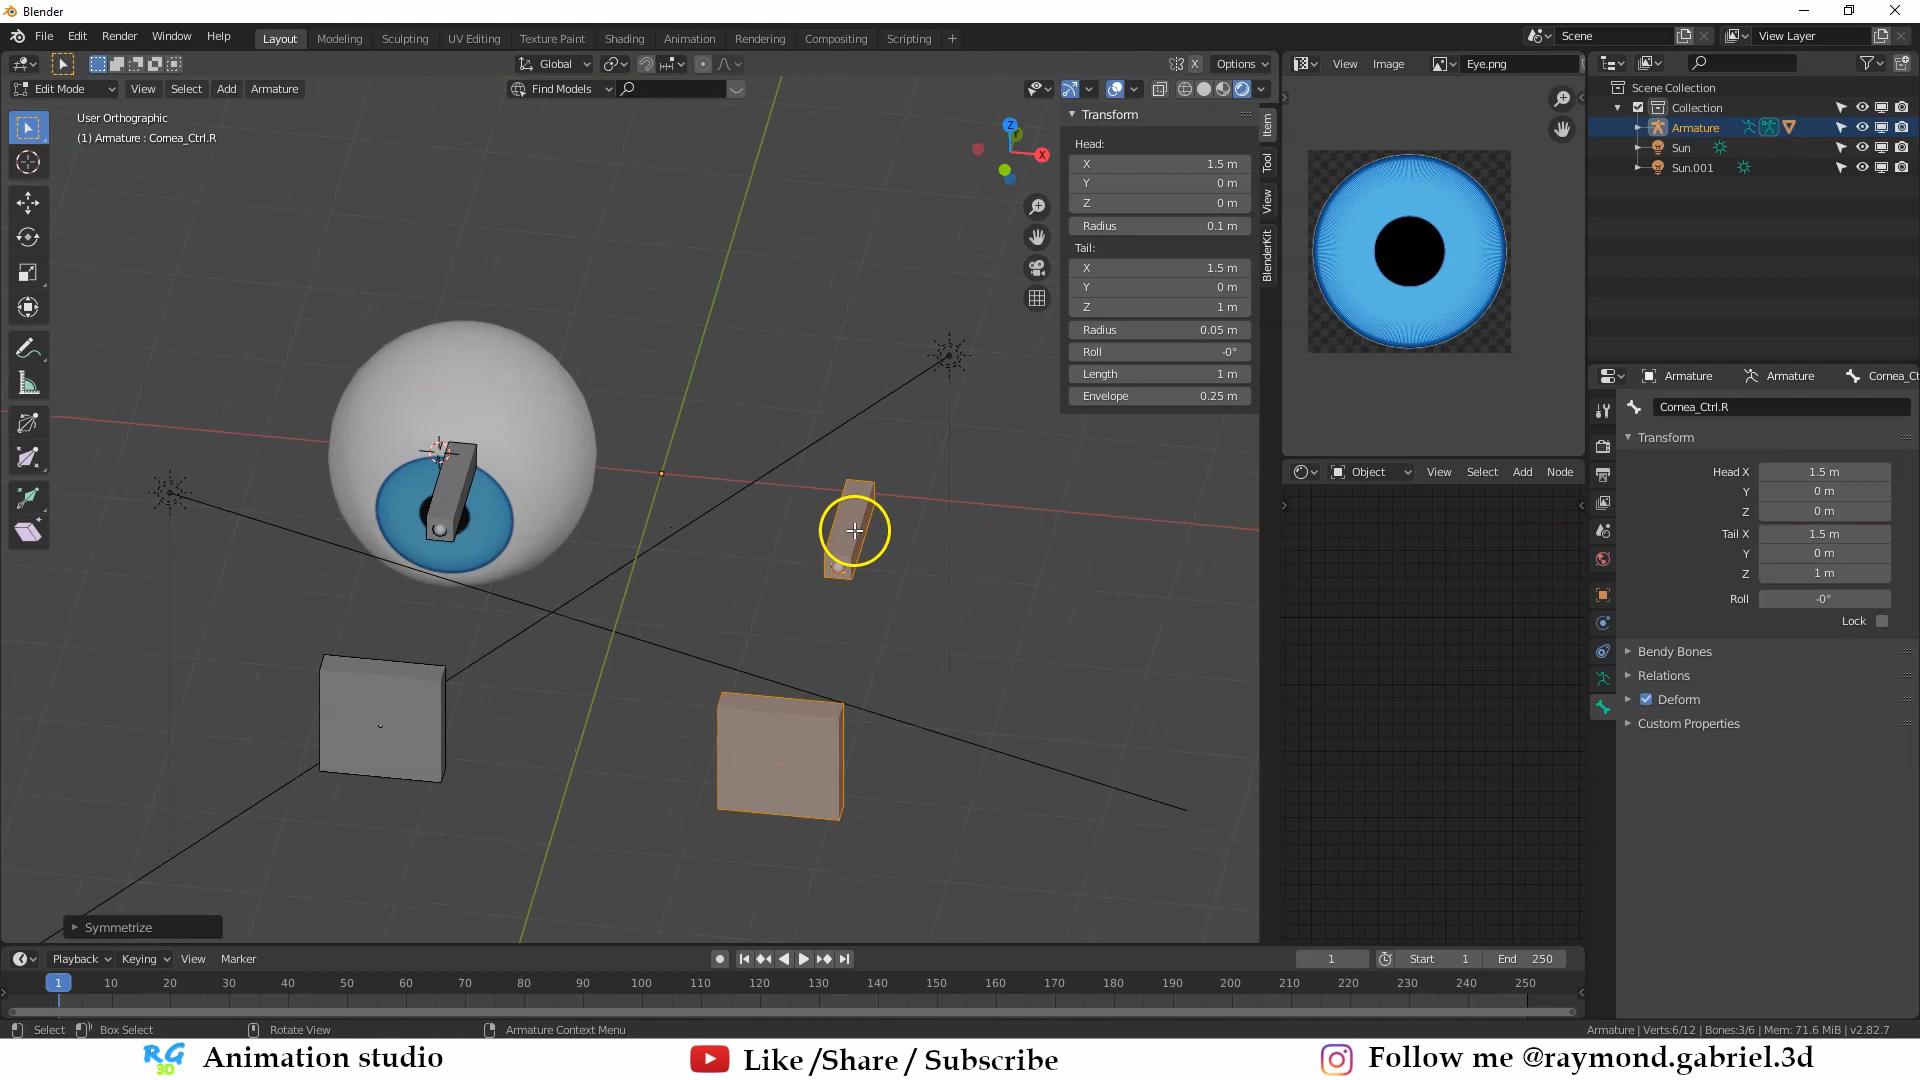 Blender
File Edit Render Window Help Layout Modeling Sculpting UV Editing Texture Paint Shading Animation Rendering Compositing Scripting + Scene View Layer
Global X Options View Image Eye.png
Edit Mode View Select Add Armature Find Models
User Orthographic
(1) Armature : Cornea_Ctrl.R
Z
X
Transform
Head:
X 1.5 m
Y 0 m
Z 0 m
Radius 0.1 m
Tail:
X 1.5 m
Y 0 m
Z 1 m
Radius 0.05 m
Roll -0°
Length 1 m
Envelope 0.25 m
Item
Tool
View
BlenderKit
Scene Collection
Collection
Armature
Sun
Sun.001
Object View Select Add Node
Armature Armature Cornea_Ct
Cornea_Ctrl.R
Transform
Head X 1.5 m
Y 0 m
Z 0 m
Tail X 1.5 m
Y 0 m
Z 1 m
Roll -0°
Lock
Bendy Bones
Relations
Deform
Custom Properties
Symmetrize
Playback Keying View Marker 1 Start 1 End 250
1 10 20 30 40 50 60 70 80 90 100 110 120 130 140 150 160 170 180 190 200 210 220 230 240 250
Select Box Select Rotate View Armature Context Menu Armature | Verts:6/12 | Bones:3/6 | Mem: 71.6 MiB | v2.82.7
RG 3D Animation studio Like /Share / Subscribe Follow me @raymond.gabriel.3d